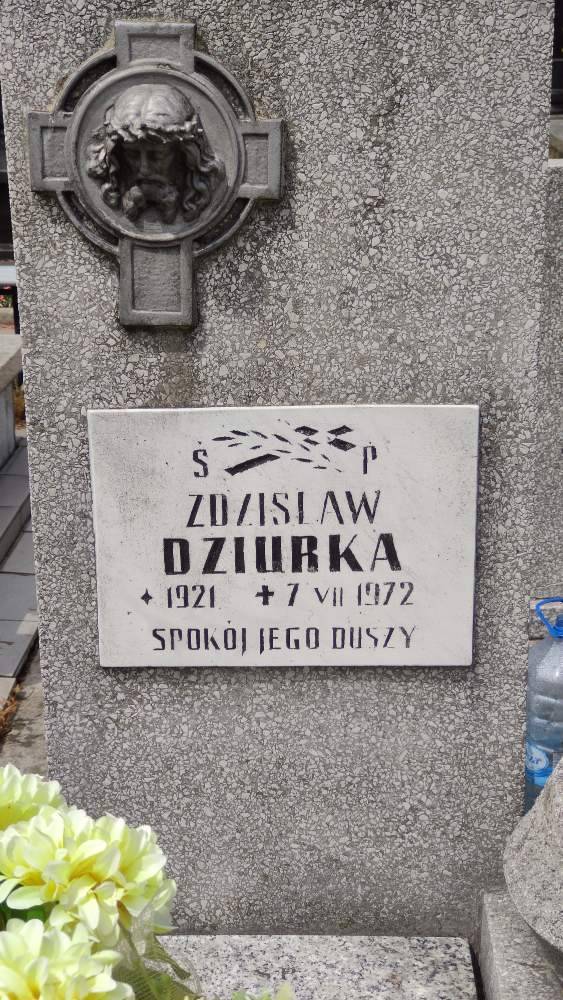 Ś P
ZDZISŁAW
DZIURKA
✦ 1921 ✝ 7 VII 1972
SPOKÓJ JEGO DUSZY